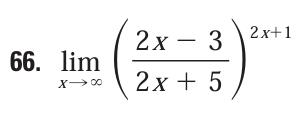 66. lim x→∞ ( (2x − 3) / (2x + 5) )^(2x+1)